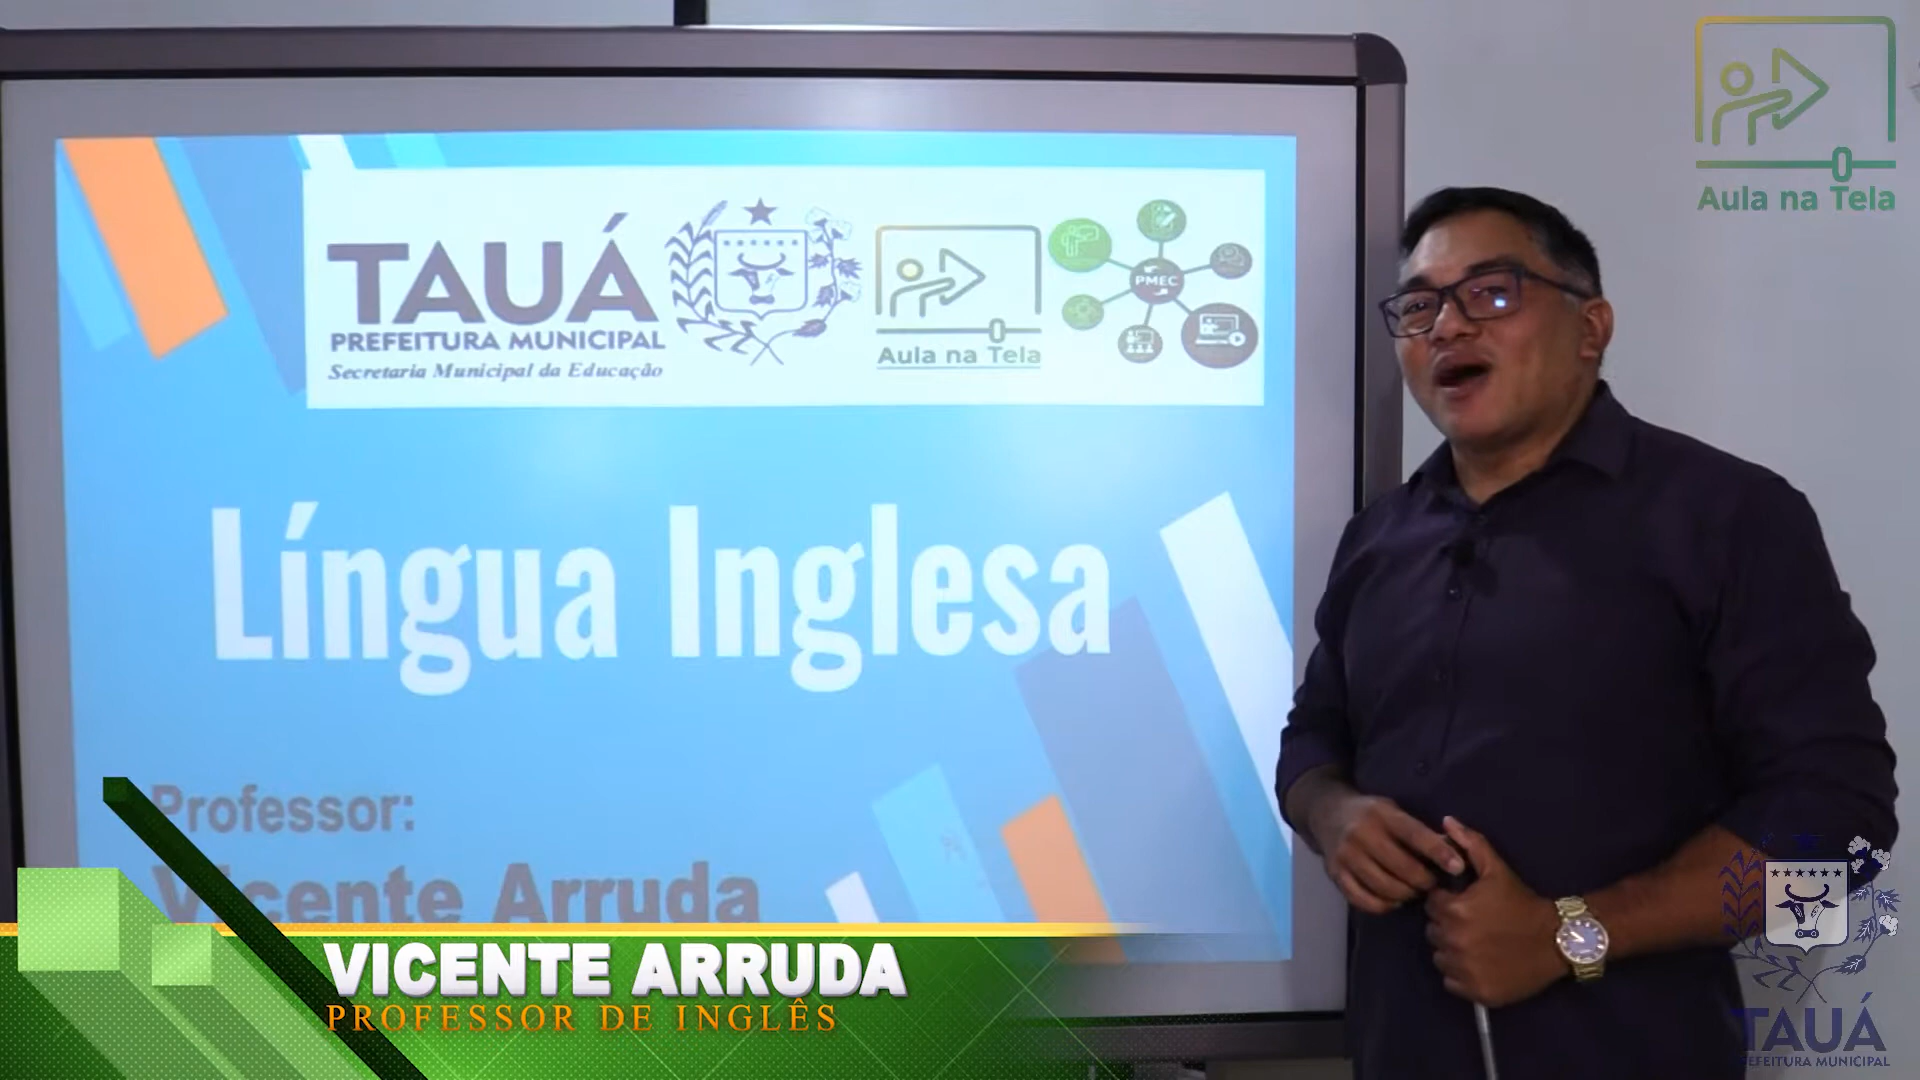 Aula na Tela
TAUÁ
PREFEITURA MUNICIPAL
Secretaria Municipal da Educação
Aula na Tela
PMEC
Língua Inglesa
Professor:
Vicente Arruda
VICENTE ARRUDA
PROFESSOR DE INGLÊS
TAUÁ
PREFEITURA MUNICIPAL